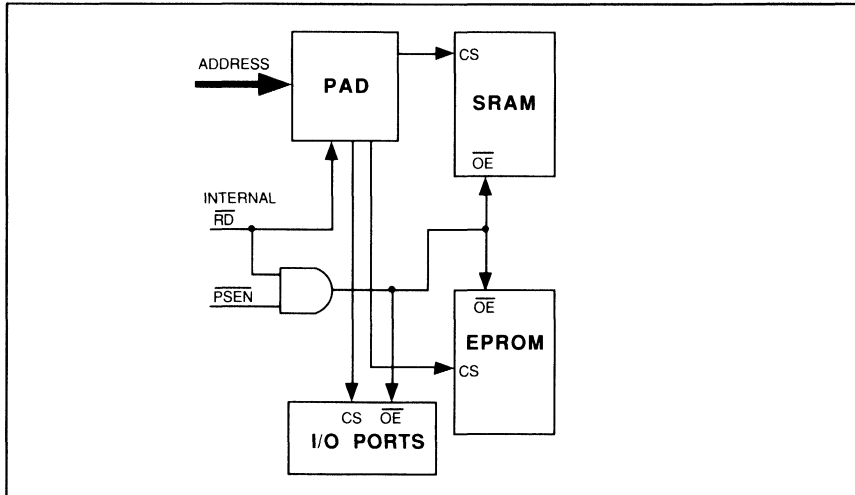 ADDRESS
PAD
CS
SRAM
OE
INTERNAL
RD
PSEN
OE
EPROM
CS
CS OE
I/O PORTS